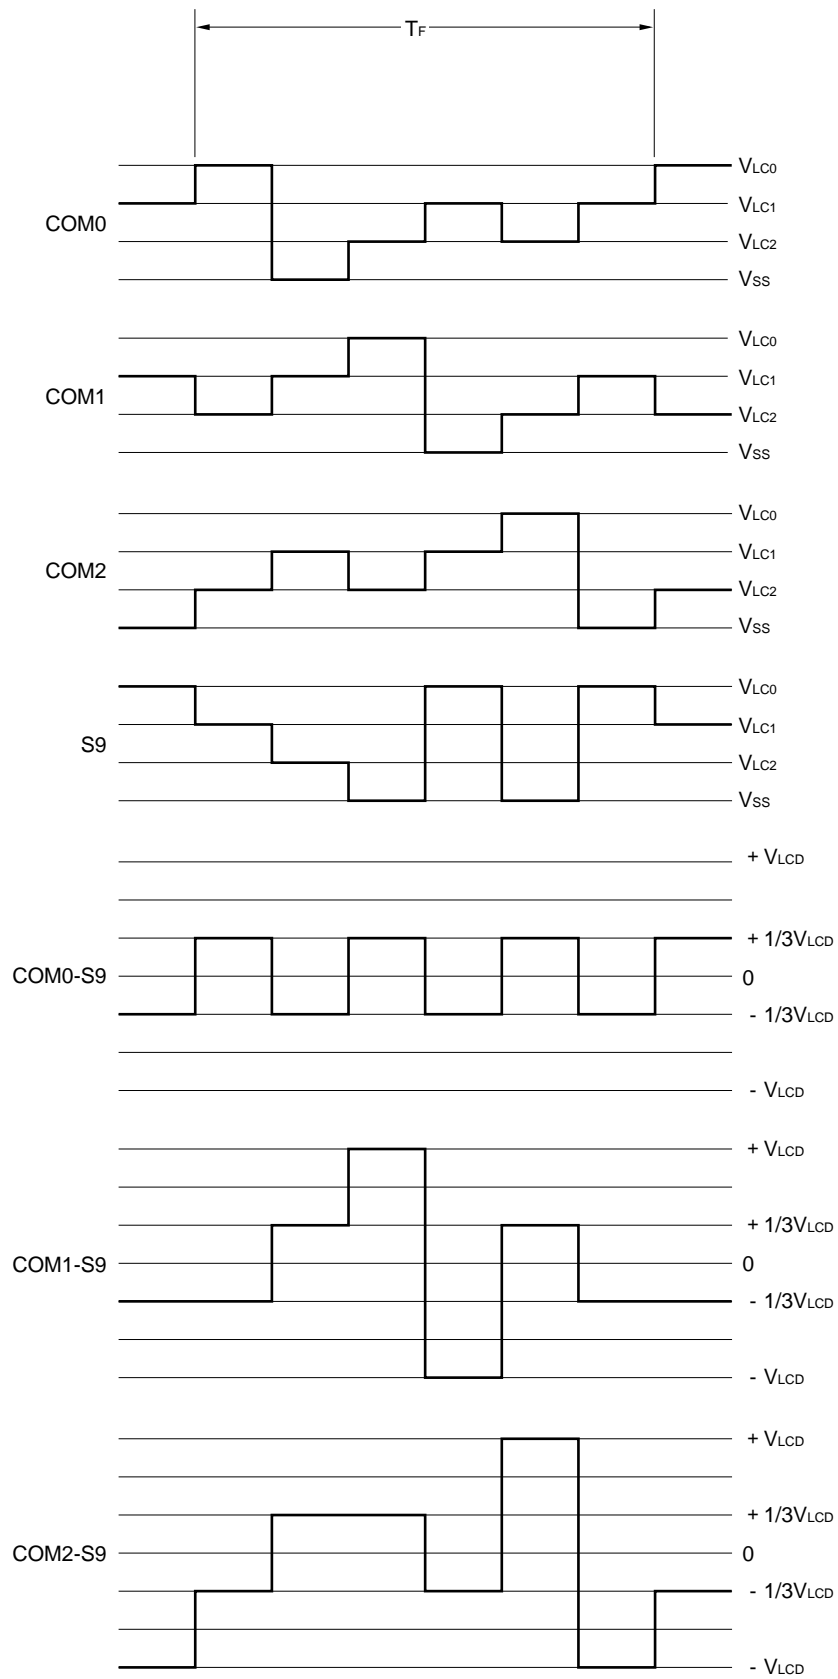 TF
VLC0
VLC1
COM0
VLC2
VSS
VLC0
VLC1
COM1
VLC2
VSS
VLC0
VLC1
COM2
VLC2
VSS
VLC0
VLC1
S9
VLC2
VSS
+ VLCD
+ 1/3VLCD
COM0-S9
0
- 1/3VLCD
- VLCD
+ VLCD
+ 1/3VLCD
COM1-S9
0
- 1/3VLCD
- VLCD
+ VLCD
+ 1/3VLCD
COM2-S9
0
- 1/3VLCD
- VLCD